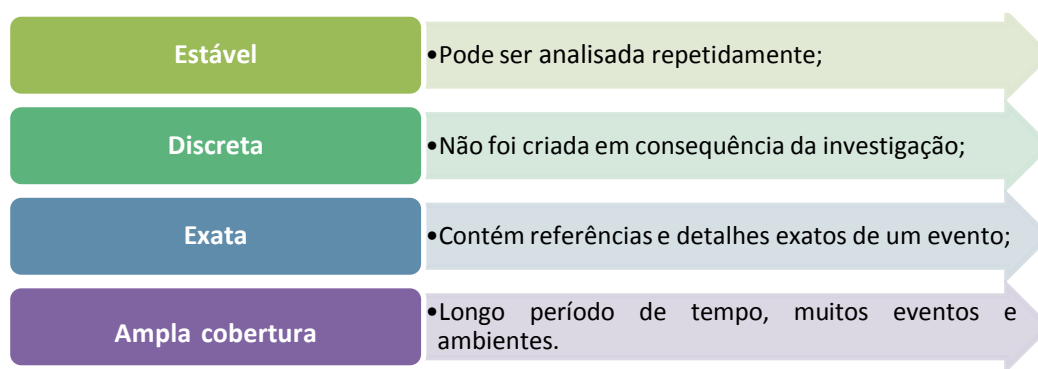 Estável
•Pode ser analisada repetidamente;
Discreta
•Não foi criada em consequência da investigação;
Exata
•Contém referências e detalhes exatos de um evento;
Ampla cobertura
•Longo período de tempo, muitos eventos e
ambientes.